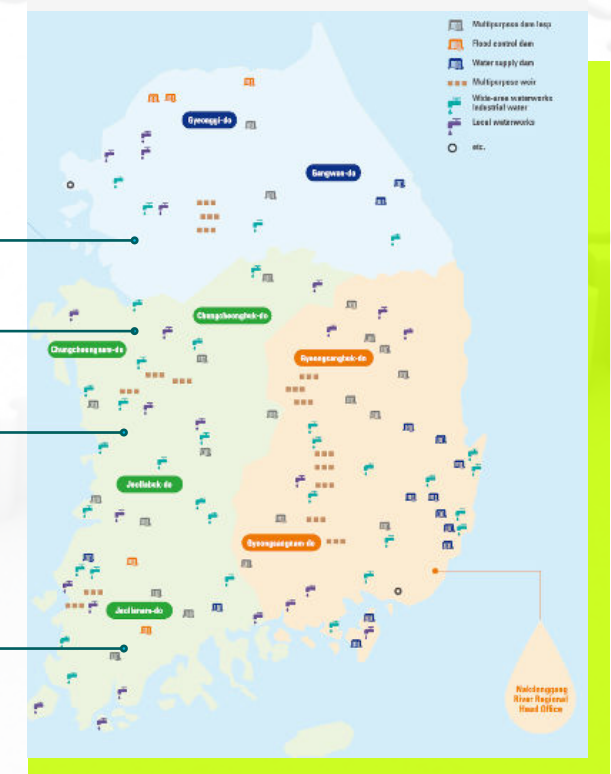 Multipurpose dam loap
Flood control dam
Water supply dam
Multipurpose weir
Wide-area waterworks
Industrial water
Local waterworks
etc.
Gyeonggi-do
Gangwon-do
Chungcheongbuk-do
Chungcheongnam-do
Gyeongsangbuk-do
Jeollabuk-do
Gyeongsangnam-do
Jeollanam-do
Nakdonggang
River Regional
Head Office